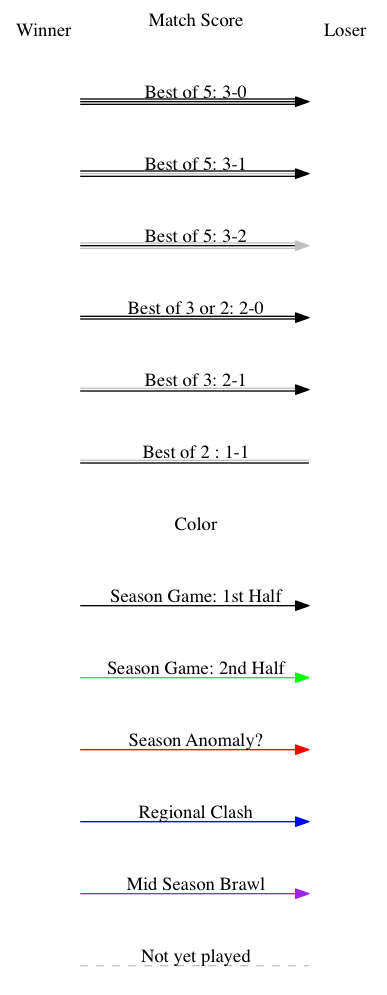 Match Score
Winner
Loser
Best of 5: 3-0
Best of 5: 3-1
Best of 5: 3-2
Best of 3 or 2: 2-0
Best of 3: 2-1
Best of 2 : 1-1
Color
Season Game: 1st Half
Season Game: 2nd Half
Season Anomaly?
Regional Clash
Mid Season Brawl
Not yet played